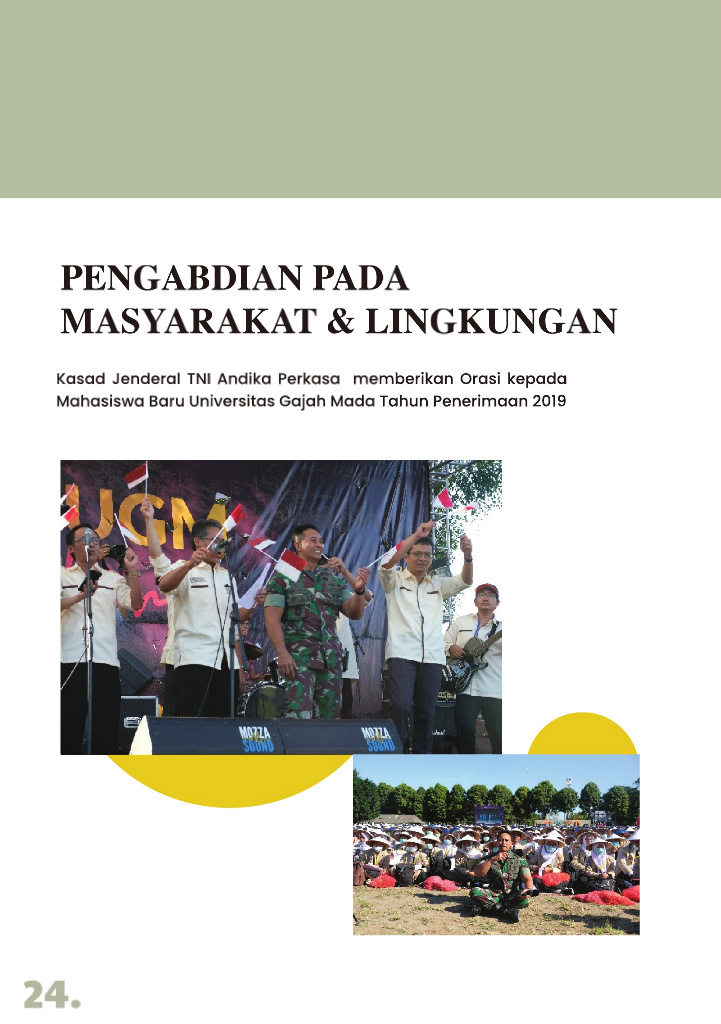 PENGABDIAN PADA
MASYARAKAT & LINGKUNGAN
Kasad Jenderal TNI Andika Perkasa memberikan Orasi kepada
Mahasiswa Baru Universitas Gajah Mada Tahun Penerimaan 2019
UGM
MOZZA
SOUND
MOZZA
SOUND
24.